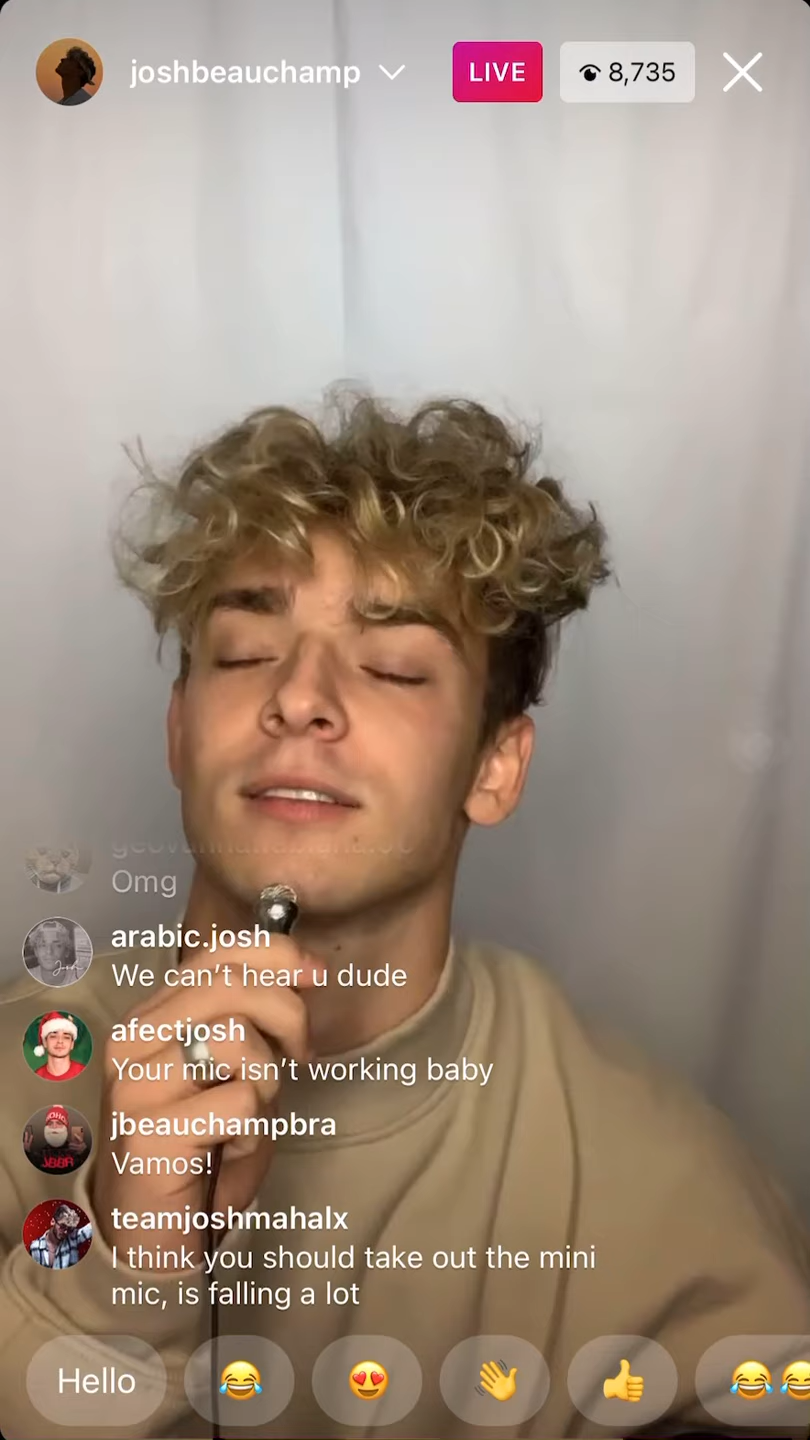 joshbeauchamp
LIVE
8,735
Omg
arabic.josh
We can’t hear u dude
afectjosh
Your mic isn’t working baby
jbeauchampbra
Vamos!
teamjoshmahalx
I think you should take out the mini
mic, is falling a lot
Hello